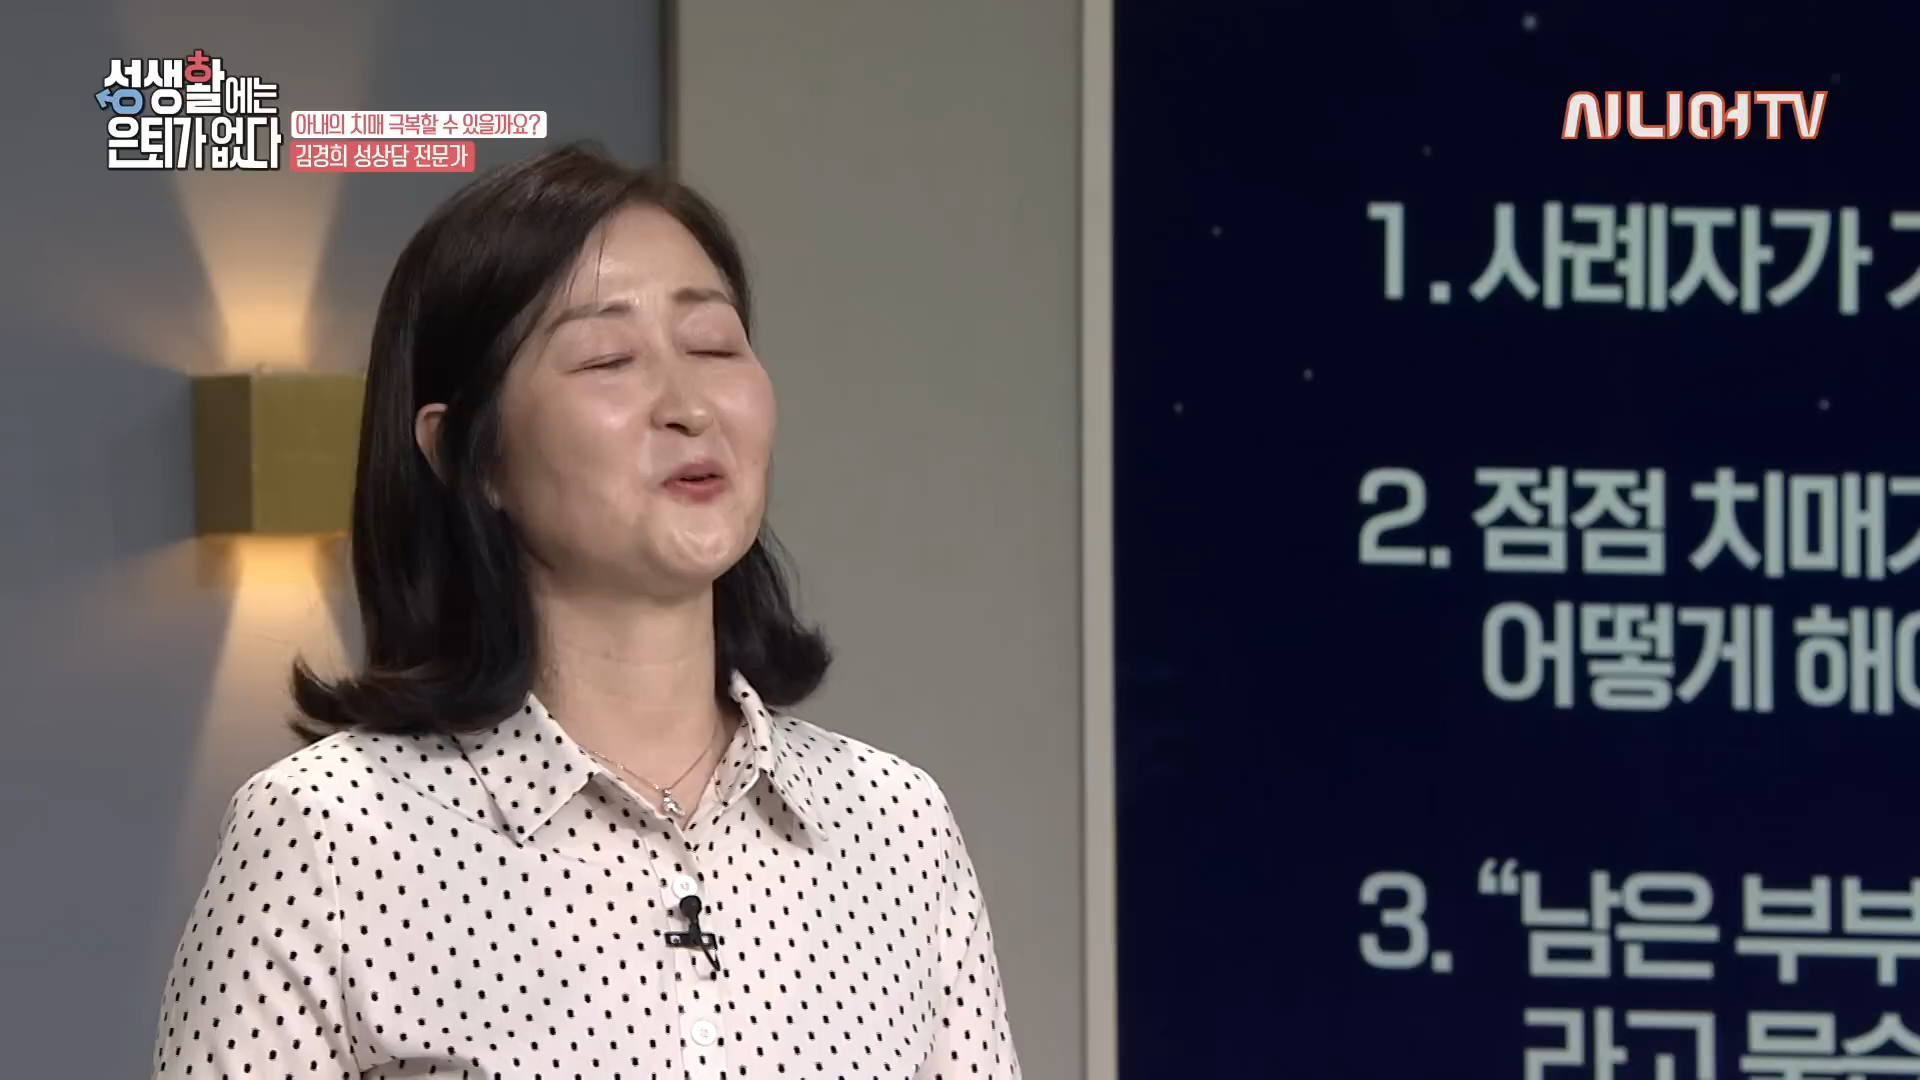 성생활에는
은퇴가 없다
아내의 치매 극복할 수 있을까요?
김경희 성상담 전문가
시니어TV
1. 사례자가
2. 점점 치매
어떻게 해
3. “남은 부부
라고